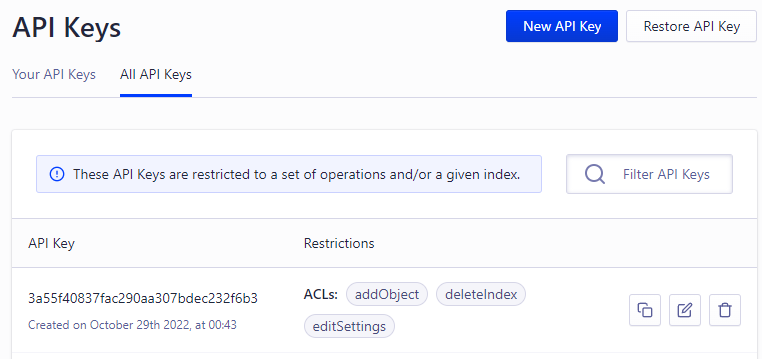 API Keys
New API Key
Restore API Key
Your API Keys
All API Keys
These API Keys are restricted to a set of operations and/or a given index.
Filter API Keys
API Key
Restrictions
3a55f40837fac290aa307bdec232f6b3
Created on October 29th 2022, at 00:43
ACLs: addObject deleteIndex
editSettings